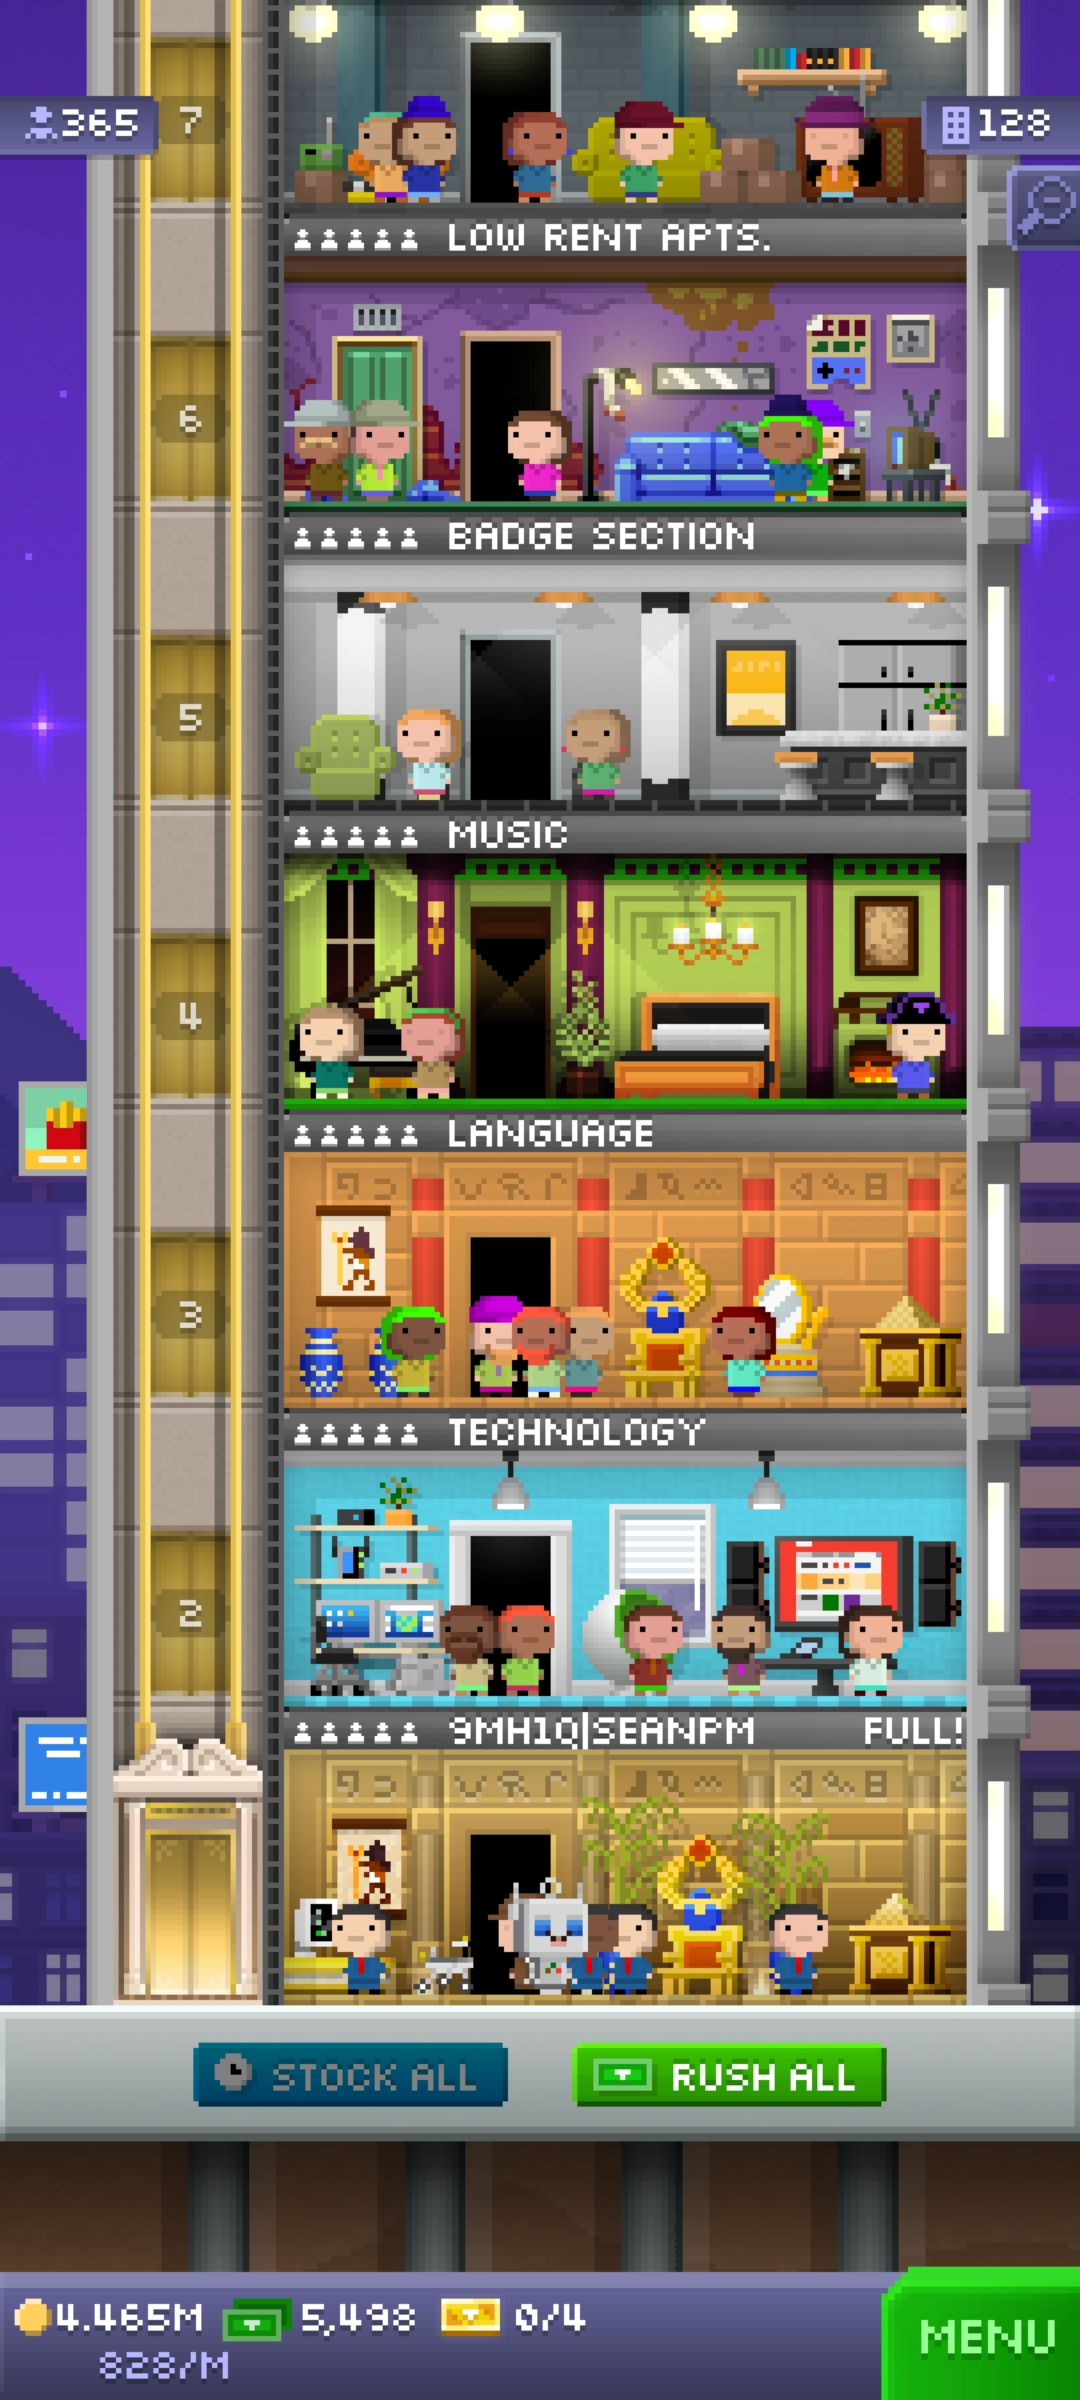 365
7
128
LOW RENT APTS.
6
BADGE SECTION
5
MUSIC
4
LANGUAGE
3
TECHNOLOGY
2
9MH1Q|SEANPM FULL!
STOCK ALL
RUSH ALL
4.465M 5,498 0/4
828/M
MENU